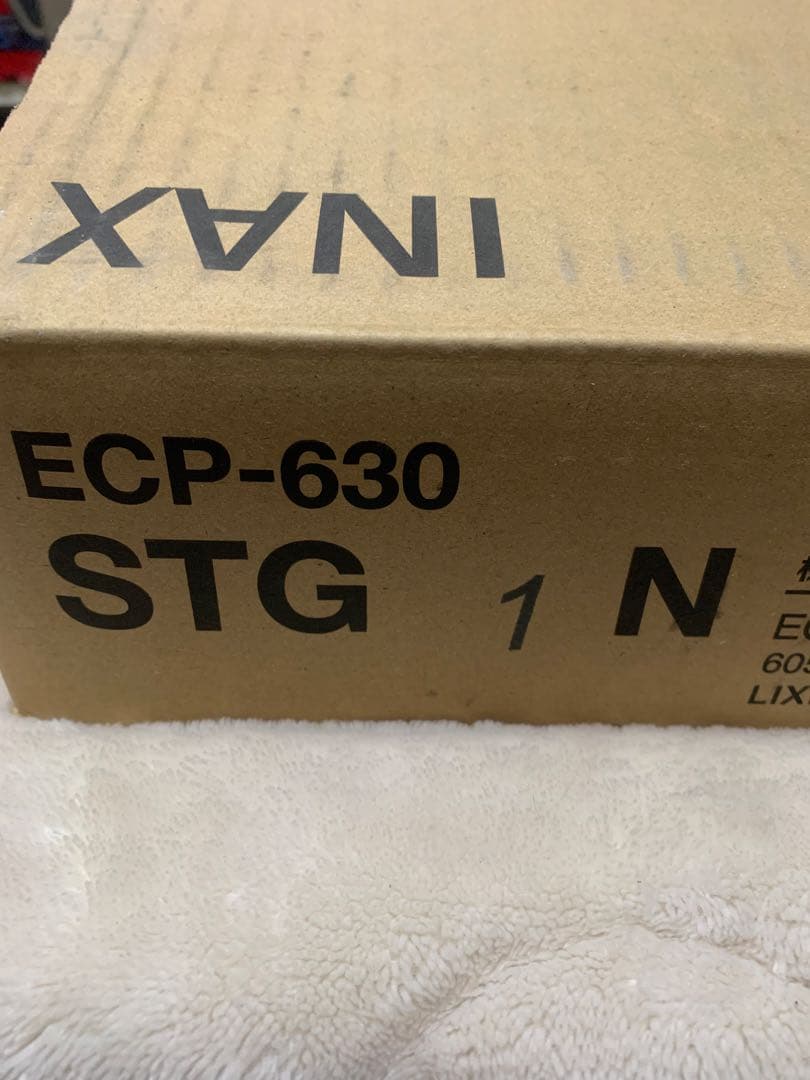 INAX
ECP-630
STG 1 N